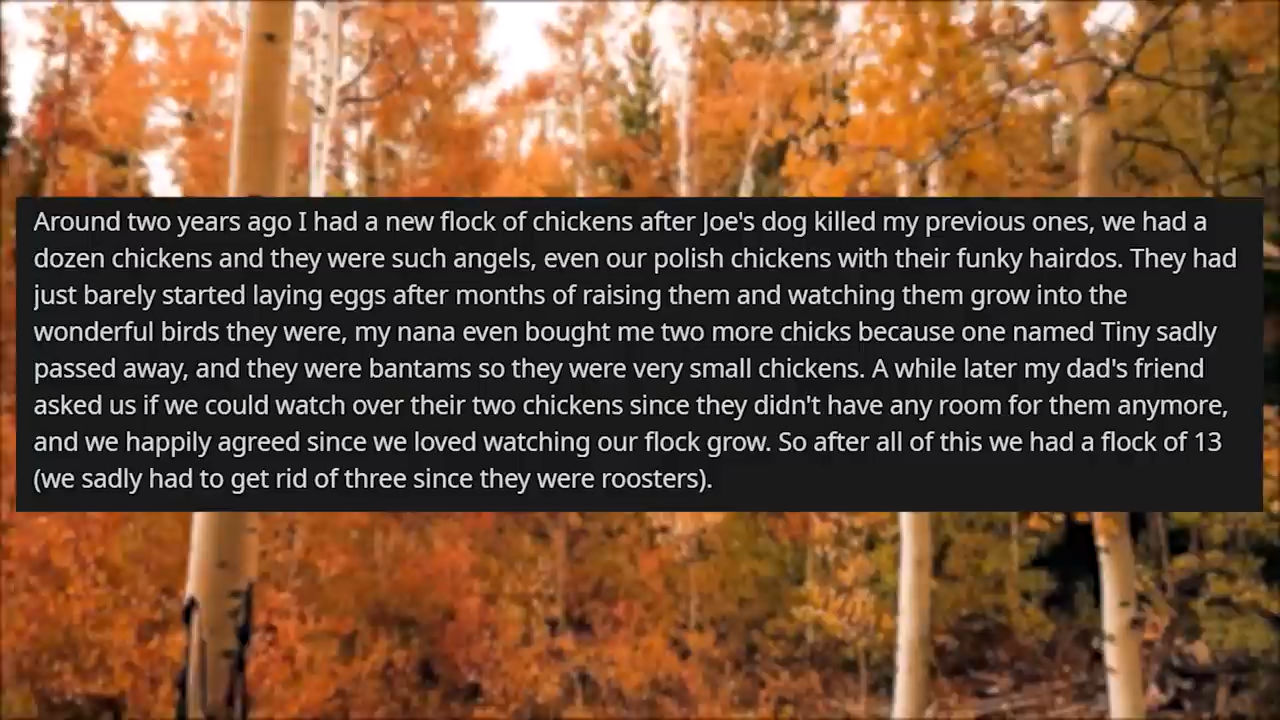 Around two years ago I had a new flock of chickens after Joe's dog killed my previous ones, we had a
dozen chickens and they were such angels, even our polish chickens with their funky hairdos. They had
just barely started laying eggs after months of raising them and watching them grow into the
wonderful birds they were, my nana even bought me two more chicks because one named Tiny sadly
passed away, and they were bantams so they were very small chickens. A while later my dad's friend
asked us if we could watch over their two chickens since they didn't have any room for them anymore,
and we happily agreed since we loved watching our flock grow. So after all of this we had a flock of 13
(we sadly had to get rid of three since they were roosters).